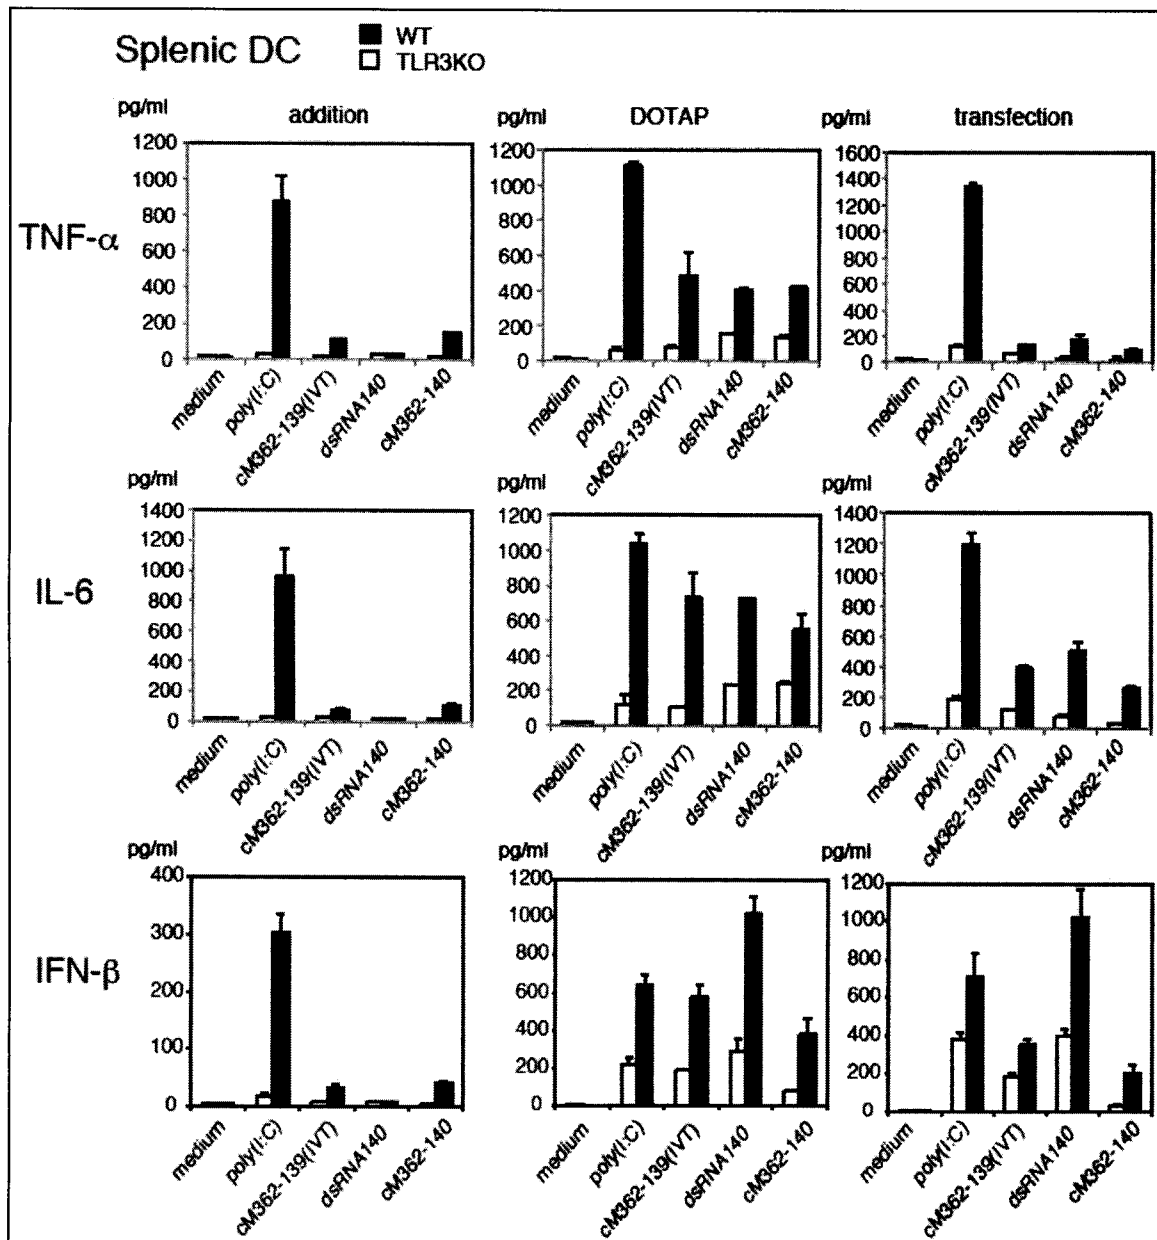 Splenic DC
WT
TLR3KO
pg/ml addition pg/ml DOTAP pg/ml transfection
TNF-α
1200
1000
800
600
400
200
0
medium poly(I:C) cM362-139(IVT) dsRNA140 cM362-140
1200
1000
800
600
400
200
0
medium poly(I:C) cM362-139(IVT) dsRNA140 cM362-140
1600
1400
1200
1000
800
600
400
200
0
medium poly(I:C) cM362-139(IVT) dsRNA140 cM362-140
IL-6
pg/ml
1400
1200
1000
800
600
400
200
0
medium poly(I:C) cM362-139(IVT) dsRNA140 cM362-140
pg/ml
1200
1000
800
600
400
200
0
medium poly(I:C) cM362-139(IVT) dsRNA140 cM362-140
pg/ml
1400
1200
1000
800
600
400
200
0
medium poly(I:C) cM362-139(IVT) dsRNA140 cM362-140
IFN-β
pg/ml
400
300
200
100
0
medium poly(I:C) cM362-139(IVT) dsRNA140 cM362-140
pg/ml
1200
1000
800
600
400
200
0
medium poly(I:C) cM362-139(IVT) dsRNA140 cM362-140
pg/ml
1200
1000
800
600
400
200
0
medium poly(I:C) cM362-139(IVT) dsRNA140 cM362-140